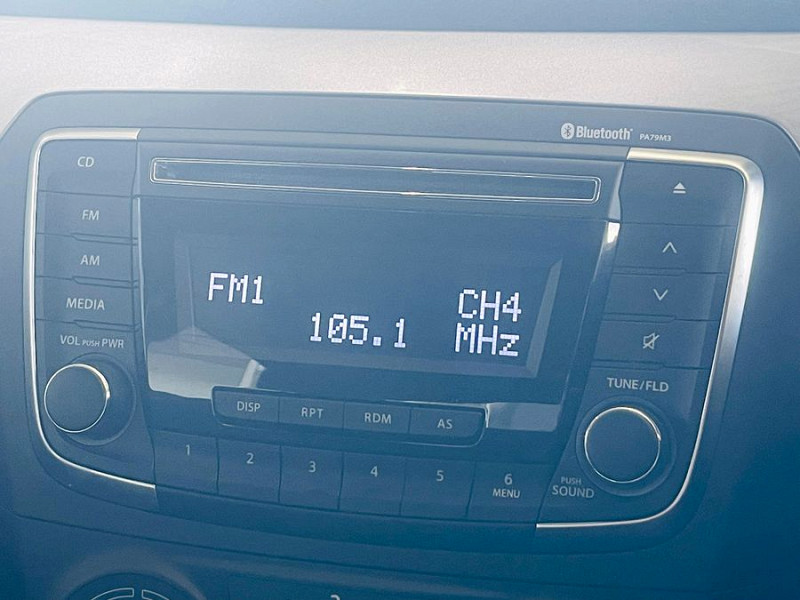 Bluetooth® PA79M3
CD
FM
AM
MEDIA
VOL PUSH PWR
FM1
CH4
105.1 MHz
TUNE/FLD
DISP RPT RDM AS
1 2 3 4 5 6
MENU
PUSH
SOUND